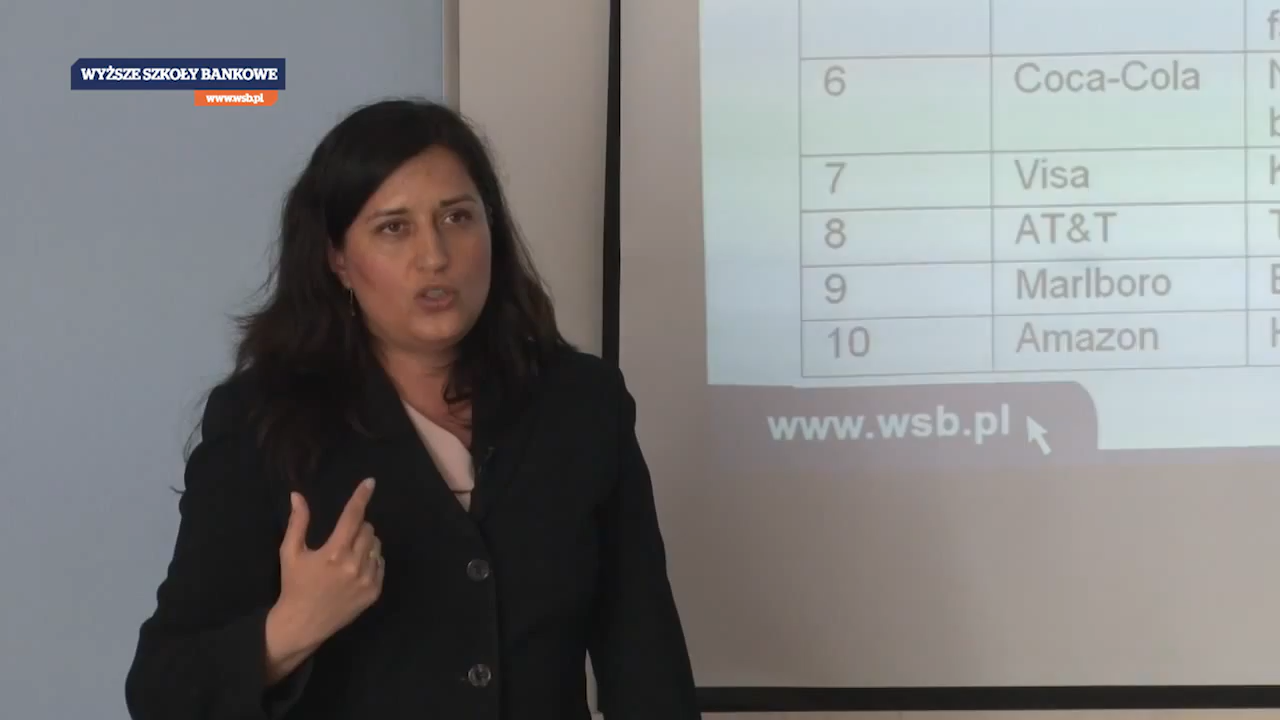 WYŻSZE SZKOŁY BANKOWE
www.wsb.pl
6 Coca-Cola
7 Visa
8 AT&T
9 Marlboro
10 Amazon
www.wsb.pl